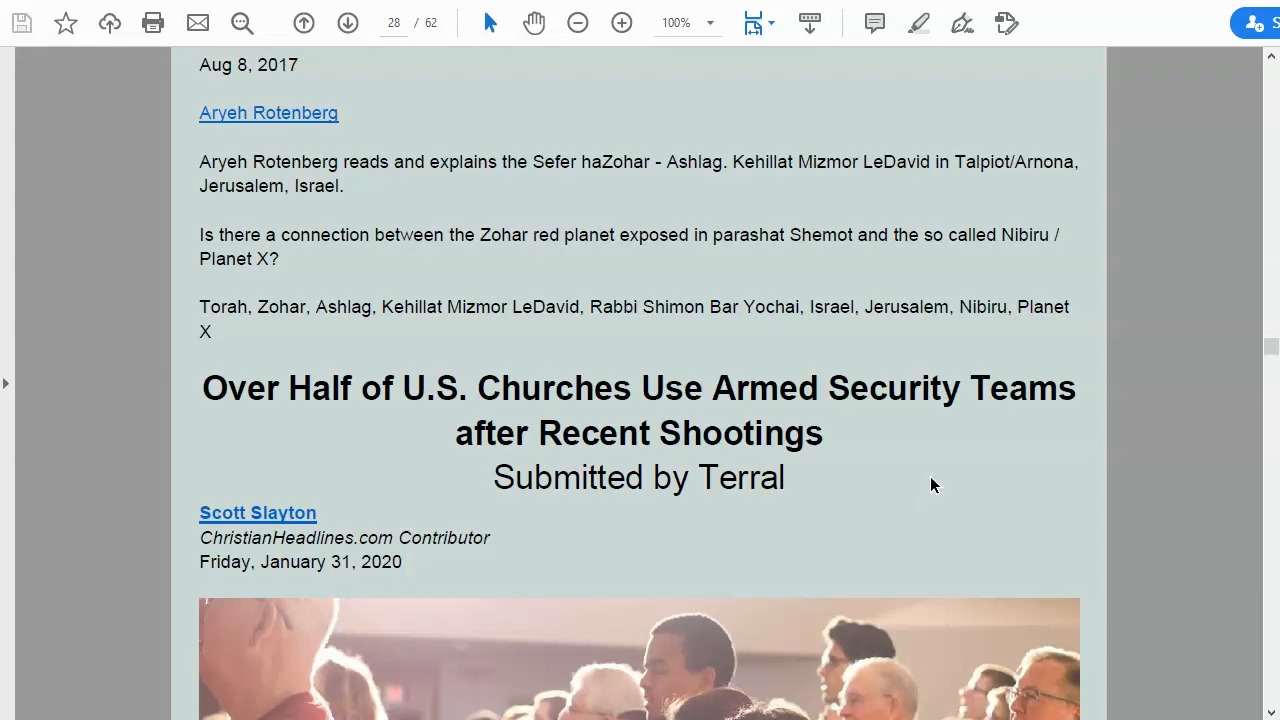 28 / 62
100%
S
Aug 8, 2017
Aryeh Rotenberg
Aryeh Rotenberg reads and explains the Sefer haZohar - Ashlag. Kehillat Mizmor LeDavid in Talpiot/Arnona,
Jerusalem, Israel.
Is there a connection between the Zohar red planet exposed in parashat Shemot and the so called Nibiru /
Planet X?
Torah, Zohar, Ashlag, Kehillat Mizmor LeDavid, Rabbi Shimon Bar Yochai, Israel, Jerusalem, Nibiru, Planet
X
Over Half of U.S. Churches Use Armed Security Teams
after Recent Shootings
Submitted by Terral
Scott Slayton
ChristianHeadlines.com Contributor
Friday, January 31, 2020